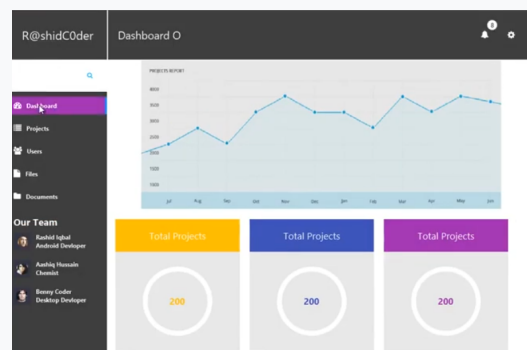 R@shidC0der
Dashboard O
0
Dashboard
Projects
Users
Files
Documents
Our Team
Rashid Iqbal
Android Devloper
Aashiq Hussain
Chemist
Benny Coder
Desktop Devloper
PROJECTS REPORT
Jul Aug Sep Oct Nov Dec Jan Feb Mar Apr May Jun
Total Projects
200
Total Projects
200
Total Projects
200